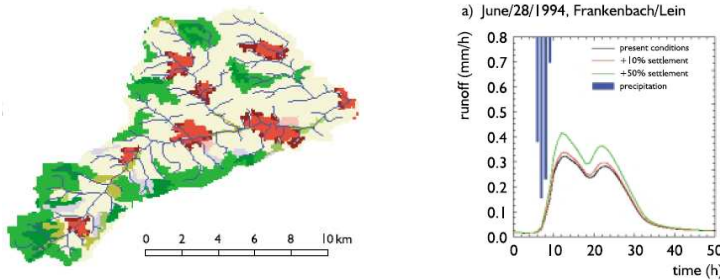 a) June/28/1994, Frankenbach/Lein
runoff (mm/h)
0.8
0.7
0.6
0.5
0.4
0.3
0.2
0.1
0.0
present conditions
+10% settlement
+50% settlement
precipitation
0 10 20 30 40 50
time (h)
0 2 4 6 8 10 km